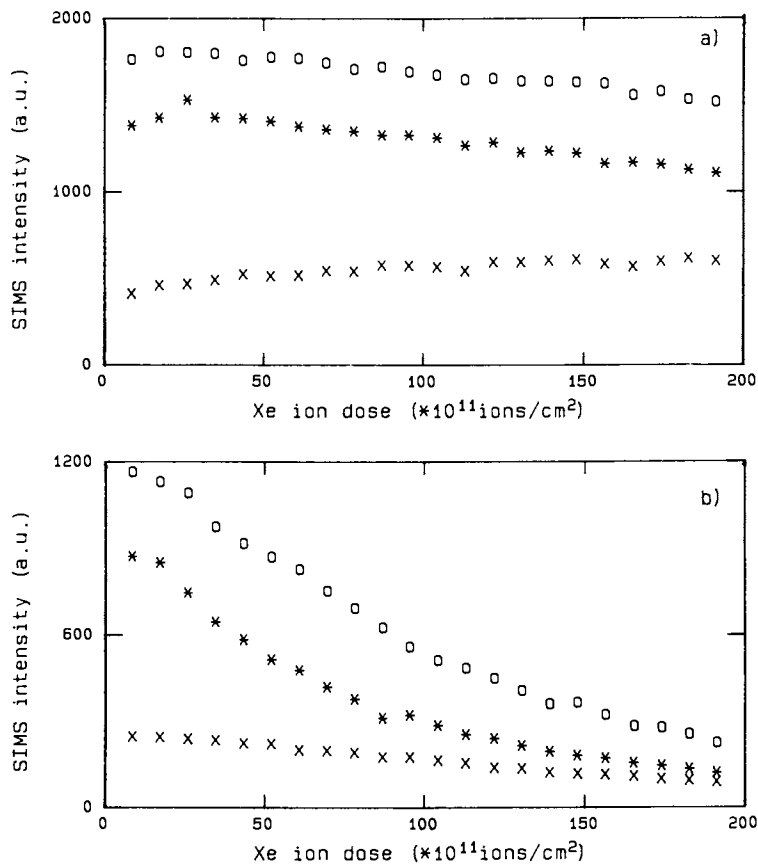 a)
2000
1000
0
SIMS intensity (a.u.)
0 50 100 150 200
Xe ion dose (*10¹¹ions/cm²)
b)
1200
600
0
SIMS intensity (a.u.)
0 50 100 150 200
Xe ion dose (*10¹¹ions/cm²)